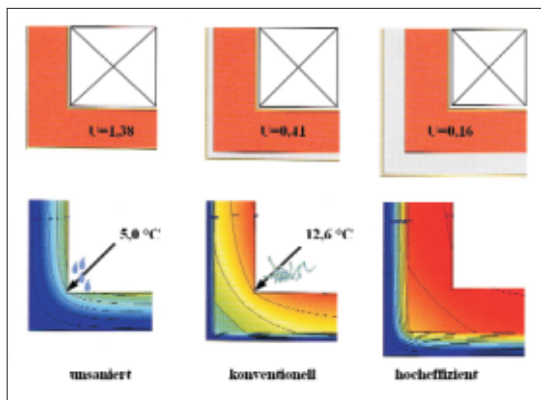 U=1,38
U=0,41
U=0,16
5,0 °C
12,6 °C
unsaniert
konventionell
hocheffizient